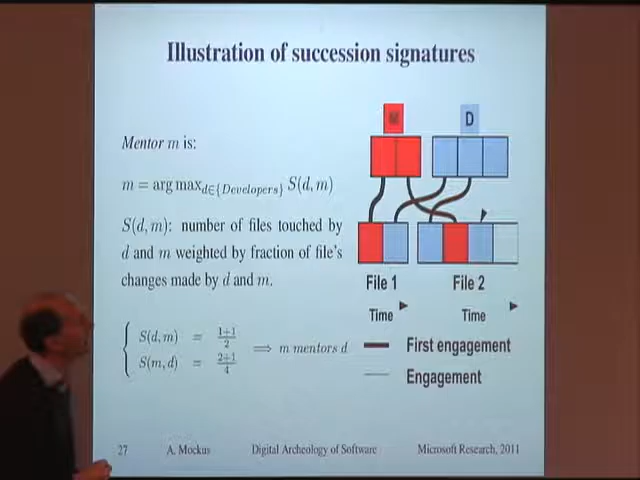 Illustration of succession signatures
M
D
Mentor m is:
m = arg max_{d∈{Developers}} S(d, m)
S(d, m): number of files touched by
d and m weighted by fraction of file's
changes made by d and m.
File 1
File 2
Time
Time
S(d, m) = \frac{1+1}{2}
S(m, d) = \frac{2+1}{4}
⟹ m mentors d
First engagement
Engagement
27
A. Mockus
Digital Archeology of Software
Microsoft Research, 2011